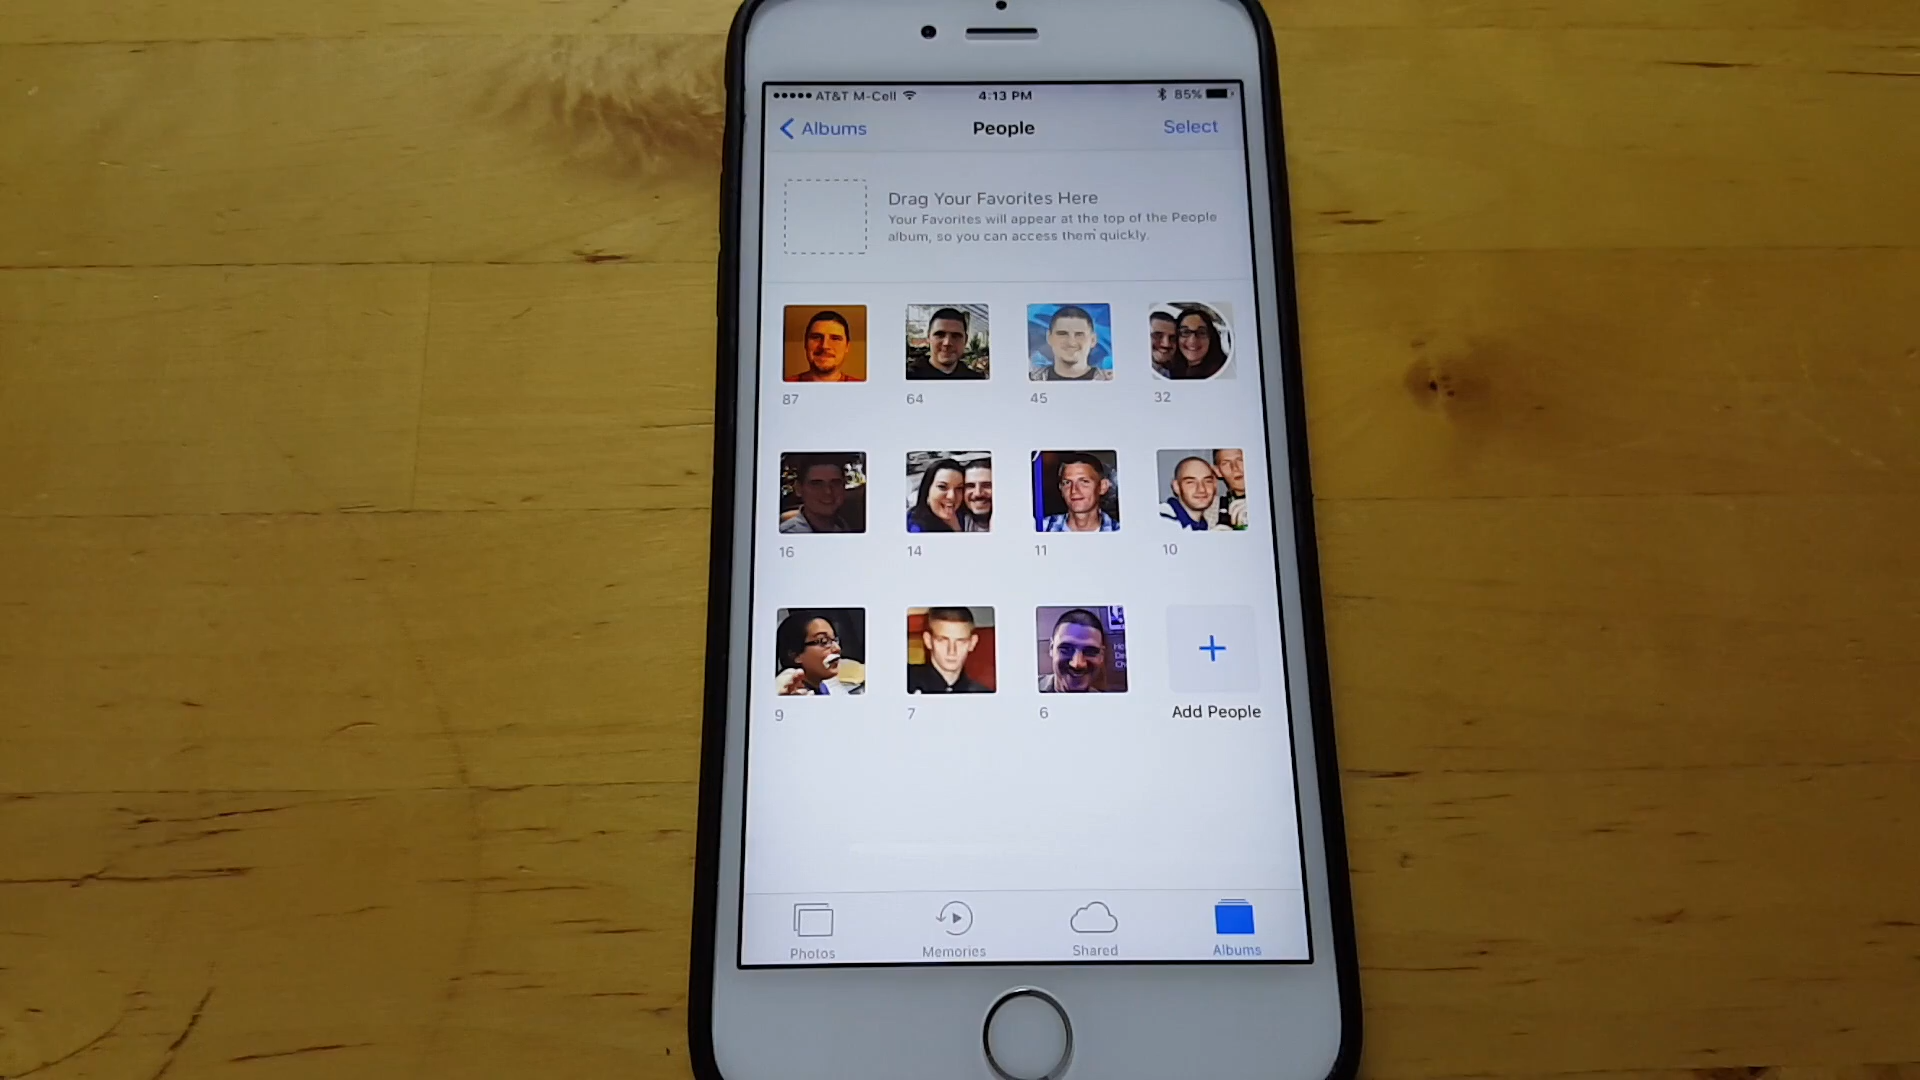 AT&T M-Cell 4:13 PM 85%
Albums People Select
Drag Your Favorites Here
Your Favorites will appear at the top of the People
album, so you can access them quickly.
87 64 45 32
16 14 11 10
9 7 6 Add People
Photos Memories Shared Albums